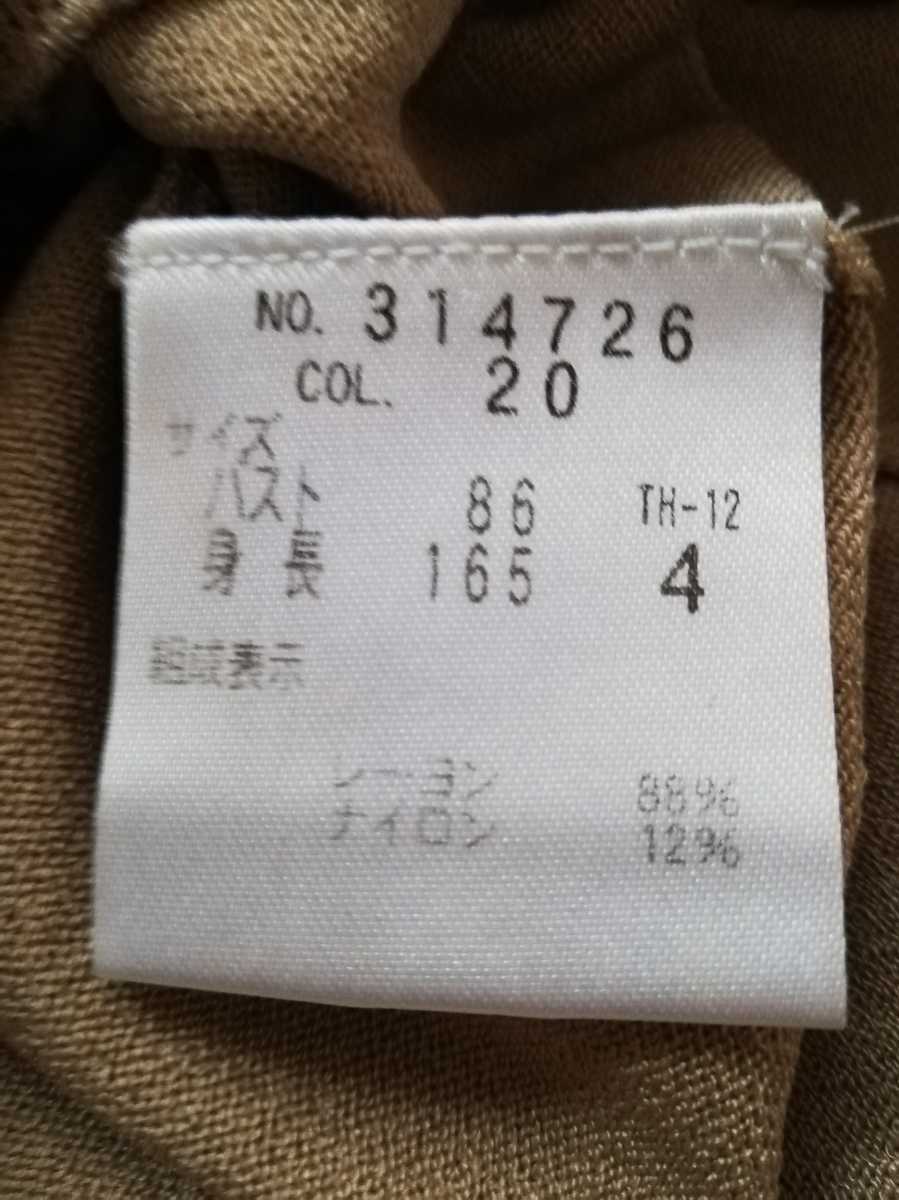 NO. 314726
COL. 20
サイズ
バスト 86 TH-12
身長 165 4
組成表示
レーヨン 88%
ナイロン 12%